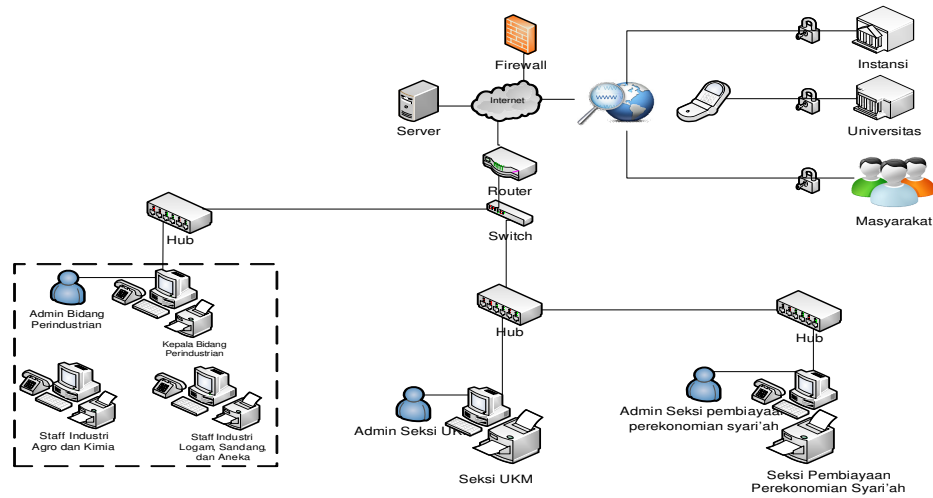 Firewall
Instansi
Internet
www
Server
Universitas
Router
Masyarakat
Switch
Hub
Hub
Hub
Admin Bidang
Perindustrian
Kepala Bidang
Perindustrian
Staff Industri
Agro dan Kimia
Staff Industri
Logam, Sandang,
dan Aneka
Admin Seksi
Seksi UKM
Admin Seksi pembiayaan
perekonomian syari'ah
Seksi Pembiayaan
Perekonomian Syari'ah